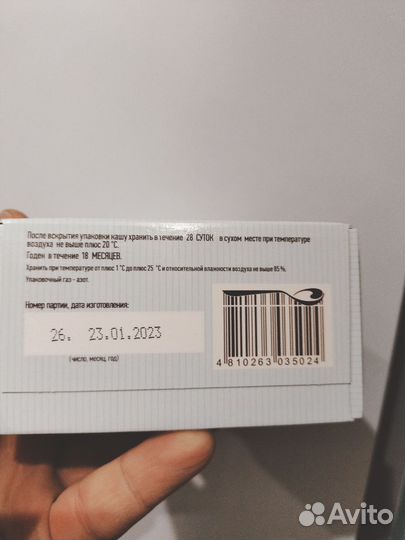 После вскрытия упаковки кашу хранить в течение 28 СУТОК в сухом месте при температуре
воздуха не выше плюс 20 °C.
Годен в течение 18 МЕСЯЦЕВ.
Хранить при температуре от плюс 1 °C до плюс 25 °C и относительной влажности воздуха не выше 85 %.
Упаковочный газ - азот.
Номер партии, дата изготовления:
26. 23.01.2023
(число, месяц, год)
4 810263 035024
Avito